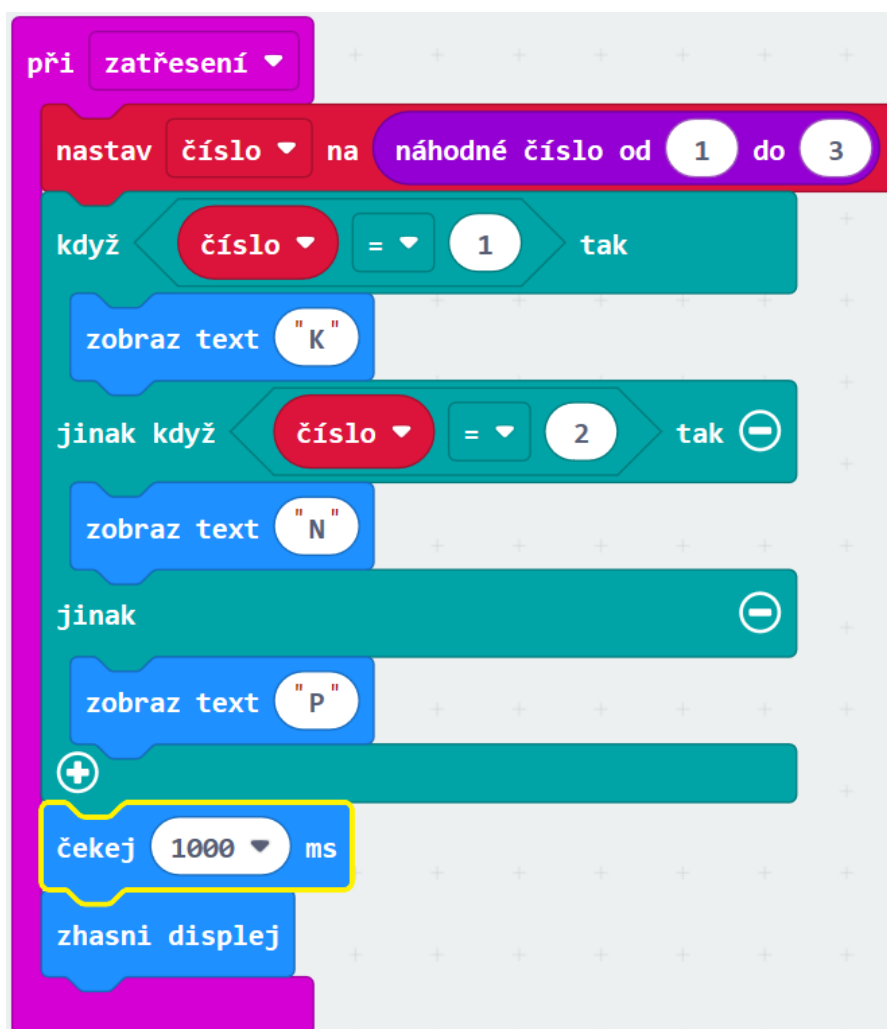 při zatřesení
nastav číslo na náhodné číslo od 1 do 3
když číslo = 1 tak
zobraz text "K"
jinak když číslo = 2 tak
zobraz text "N"
jinak
zobraz text "P"
čekej 1000 ms
zhasni displej